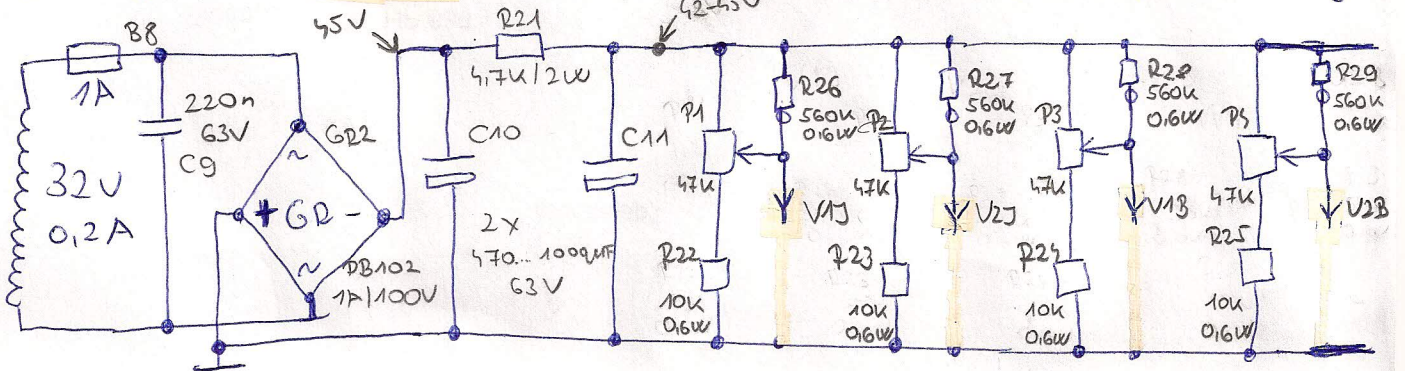 B8
1A
32V
0,2A
220n
63V
C9
~
GR2
+ GR -
~
DB102
1A/100V
45V
R21
4,7K/2W
42-45V
C10
2x
470...1000µF
63V
C11
P1
47K
R22
10K
0,6W
R26
560K
0,6W
V1J
P2
47K
R23
10K
0,6W
R27
560K
0,6W
V2J
P3
47K
R24
10K
0,6W
R28
560K
0,6W
V1B
P4
47K
R25
10K
0,6W
R29
560K
0,6W
V2B